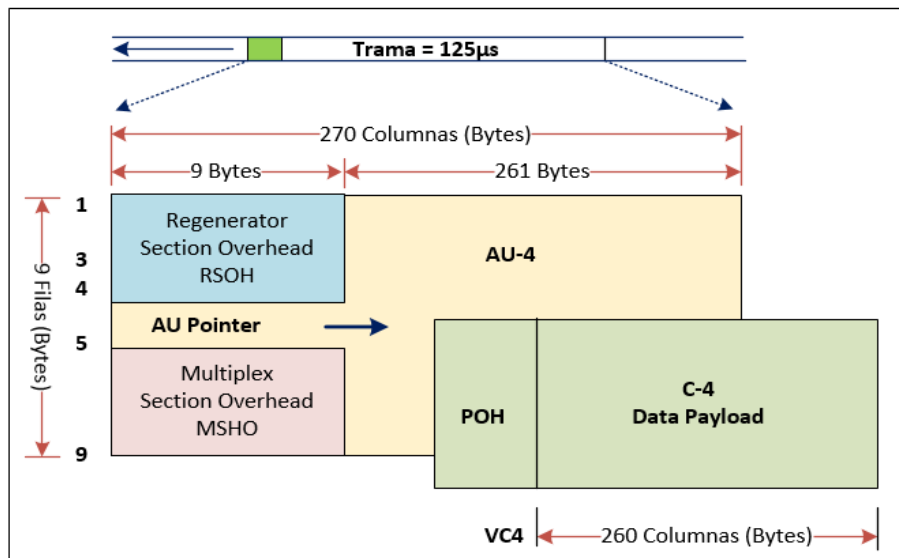 Trama = 125µs
270 Columnas (Bytes)
9 Bytes
261 Bytes
9 Filas (Bytes)
1
3
4
5
9
Regenerator
Section Overhead
RSOH
AU-4
AU Pointer
Multiplex
Section Overhead
MSHO
POH
C-4
Data Payload
VC4
260 Columnas (Bytes)